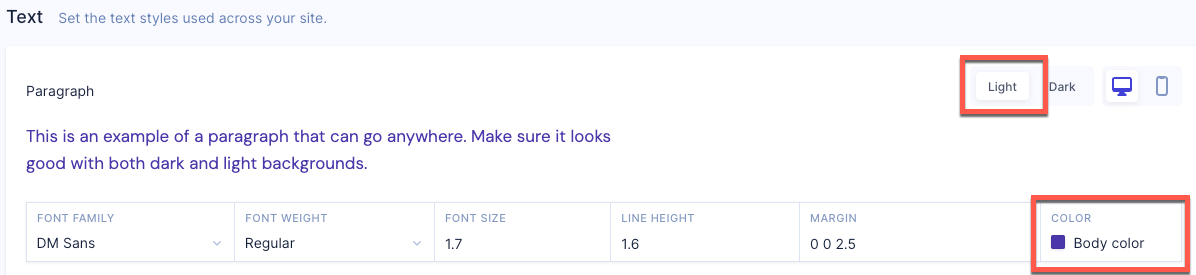 Text Set the text styles used across your site.
Light Dark
Paragraph
This is an example of a paragraph that can go anywhere. Make sure it looks
good with both dark and light backgrounds.
FONT FAMILY FONT WEIGHT FONT SIZE LINE HEIGHT MARGIN COLOR
DM Sans Regular 1.7 1.6 0 0 2.5 Body color